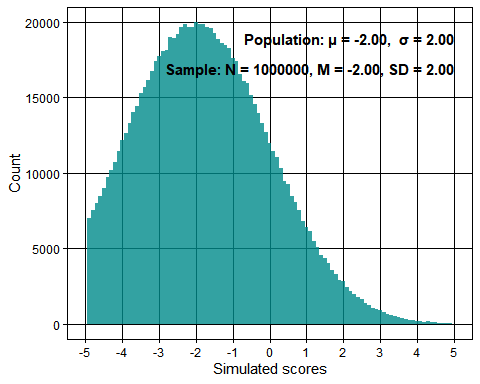 20000
15000
10000
5000
0
Count
Population: μ = -2.00, σ = 2.00
Sample: N = 1000000, M = -2.00, SD = 2.00
-5 -4 -3 -2 -1 0 1 2 3 4 5
Simulated scores